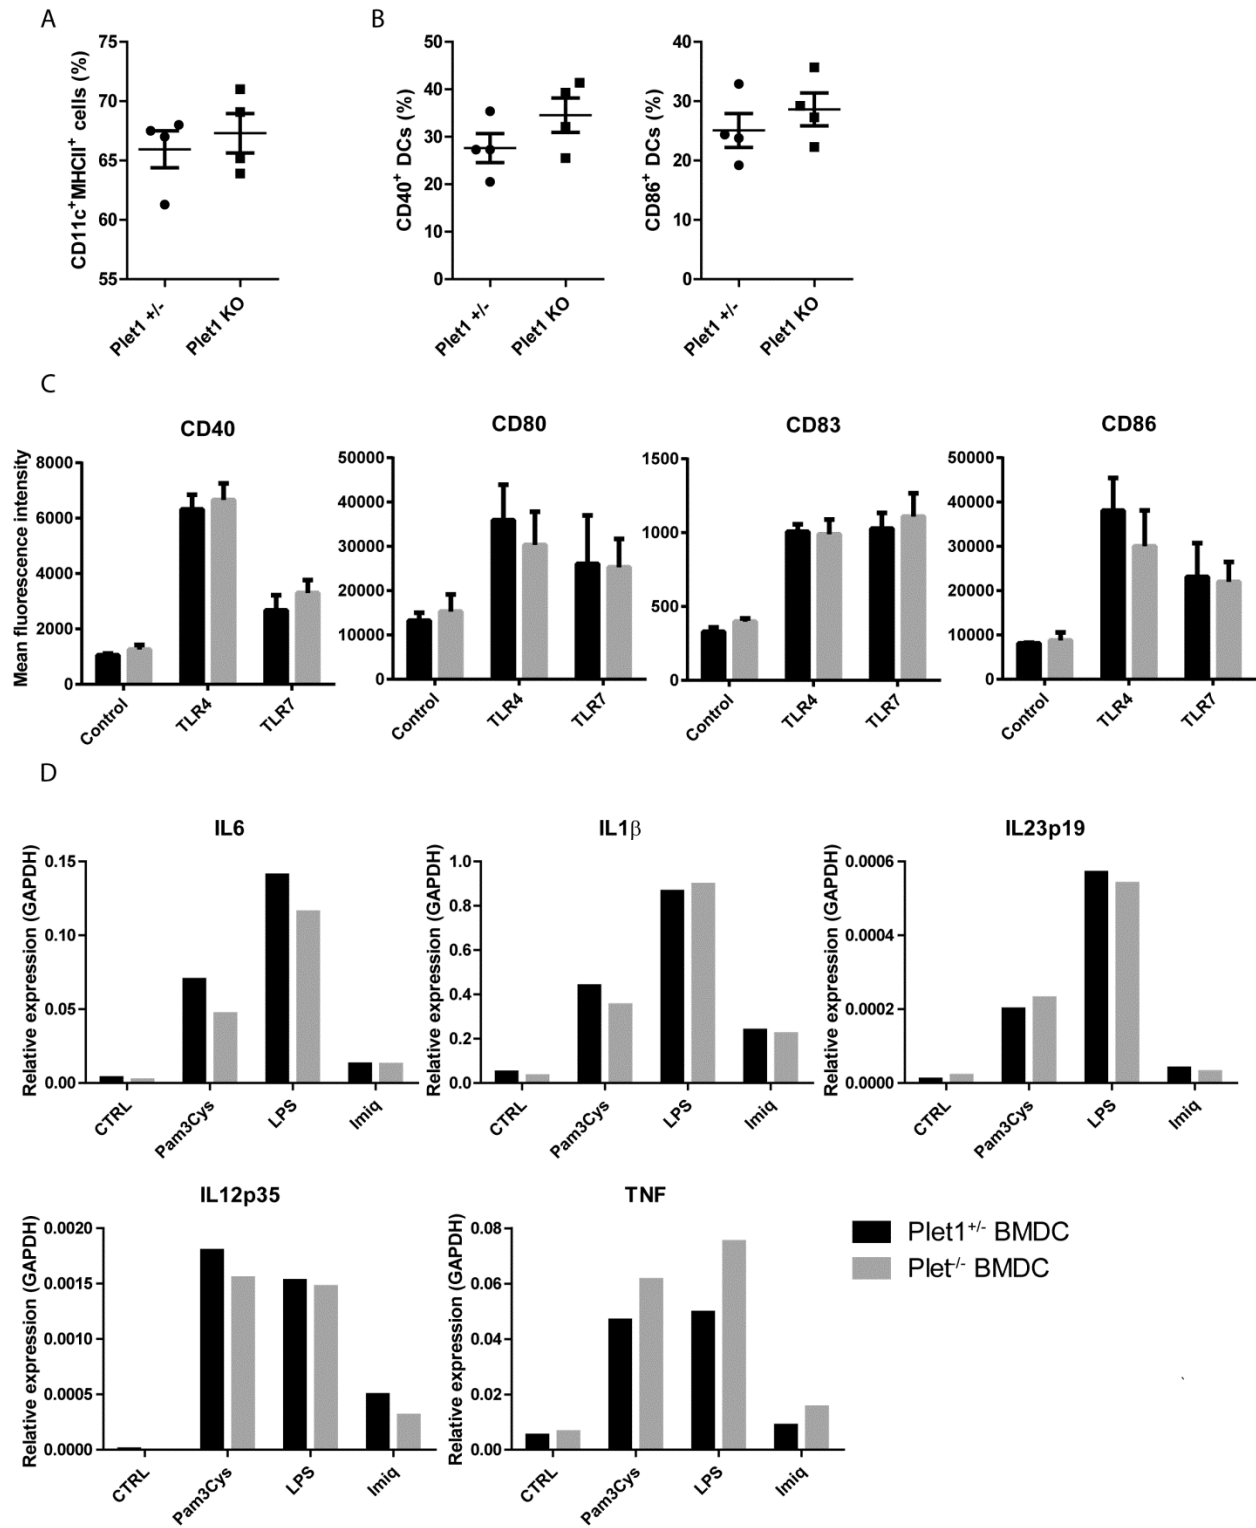 A
B
CD11c+MHCII+ cells (%)
75
70
65
60
55
Plet1 +/-
Plet1 KO
CD40+ DCs (%)
50
40
30
20
10
0
Plet1 +/-
Plet1 KO
CD86+ DCs (%)
40
30
20
10
0
Plet1 +/-
Plet1 KO
C
CD40
Mean fluorescence intensity
8000
6000
4000
2000
0
Control
TLR4
TLR7
CD80
50000
40000
30000
20000
10000
0
Control
TLR4
TLR7
CD83
1500
1000
500
0
Control
TLR4
TLR7
CD86
50000
40000
30000
20000
10000
0
Control
TLR4
TLR7
D
IL6
Relative expression (GAPDH)
0.15
0.10
0.05
0.00
CTRL
Pam3Cys
LPS
Imiq
IL1β
Relative expression (GAPDH)
1.0
0.8
0.6
0.4
0.2
0.0
CTRL
Pam3Cys
LPS
Imiq
IL23p19
Relative expression (GAPDH)
0.0006
0.0004
0.0002
0.0000
CTRL
Pam3Cys
LPS
Imiq
IL12p35
Relative expression (GAPDH)
0.0020
0.0015
0.0010
0.0005
0.0000
CTRL
Pam3Cys
LPS
Imiq
TNF
Relative expression (GAPDH)
0.08
0.06
0.04
0.02
0.00
CTRL
Pam3Cys
LPS
Imiq
Plet1+/- BMDC
Plet-/- BMDC